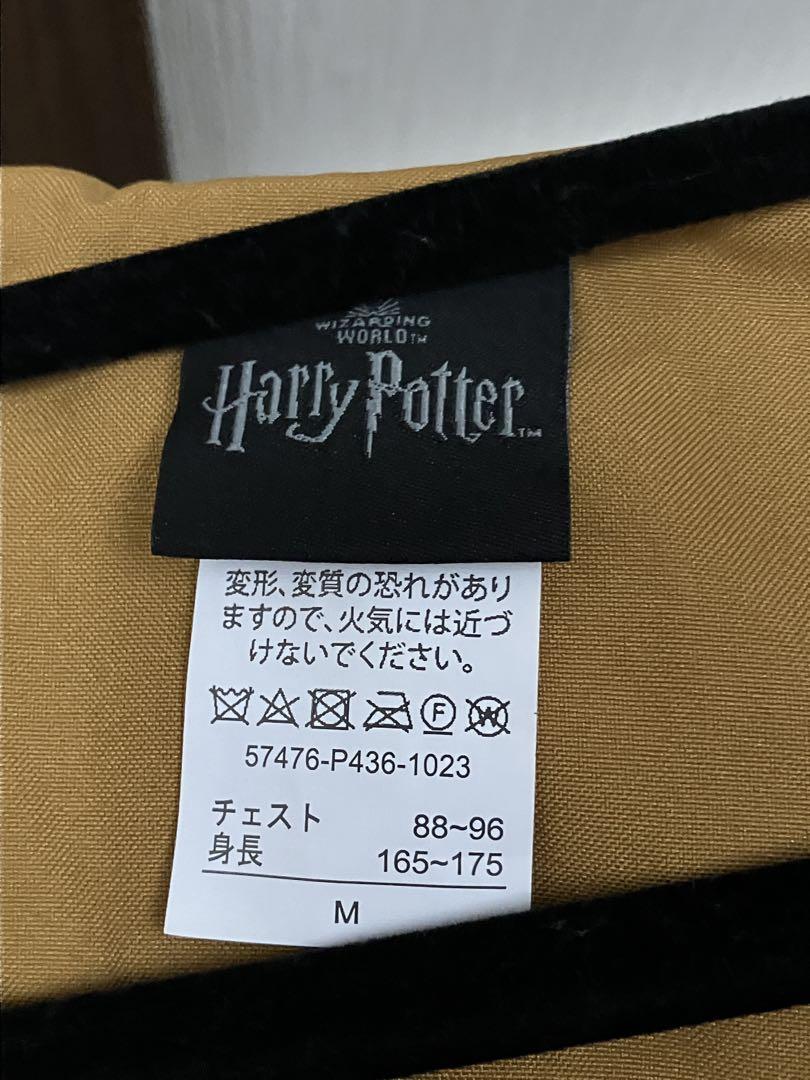 WIZARDING
WORLD™
Harry Potter™
変形、変質の恐れがあり
ますので、火気には近づ
けないでください。
F W
57476-P436-1023
チェスト 88~96
身長 165~175
M